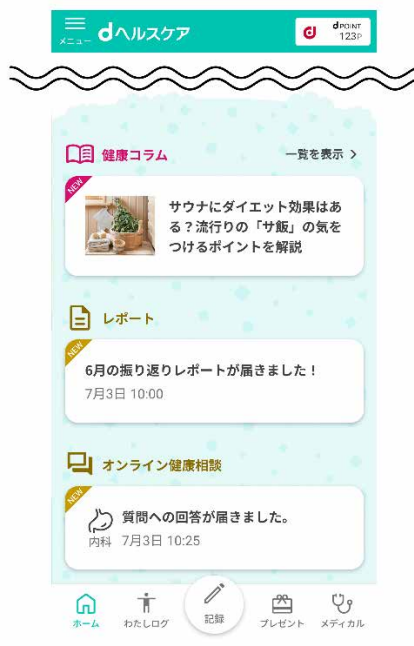 dヘルスケア
dPOINT
メニュー
123P
健康コラム
一覧を表示
NEW
サウナにダイエット効果はあ
る？流行りの「サ飯」の気を
つけるポイントを解説
レポート
NEW
6月の振り返りレポートが届きました！
7月3日 10:00
オンライン健康相談
NEW
質問への回答が届きました。
内科 7月3日 10:25
ホーム わたしログ 記録 プレゼント メディカル